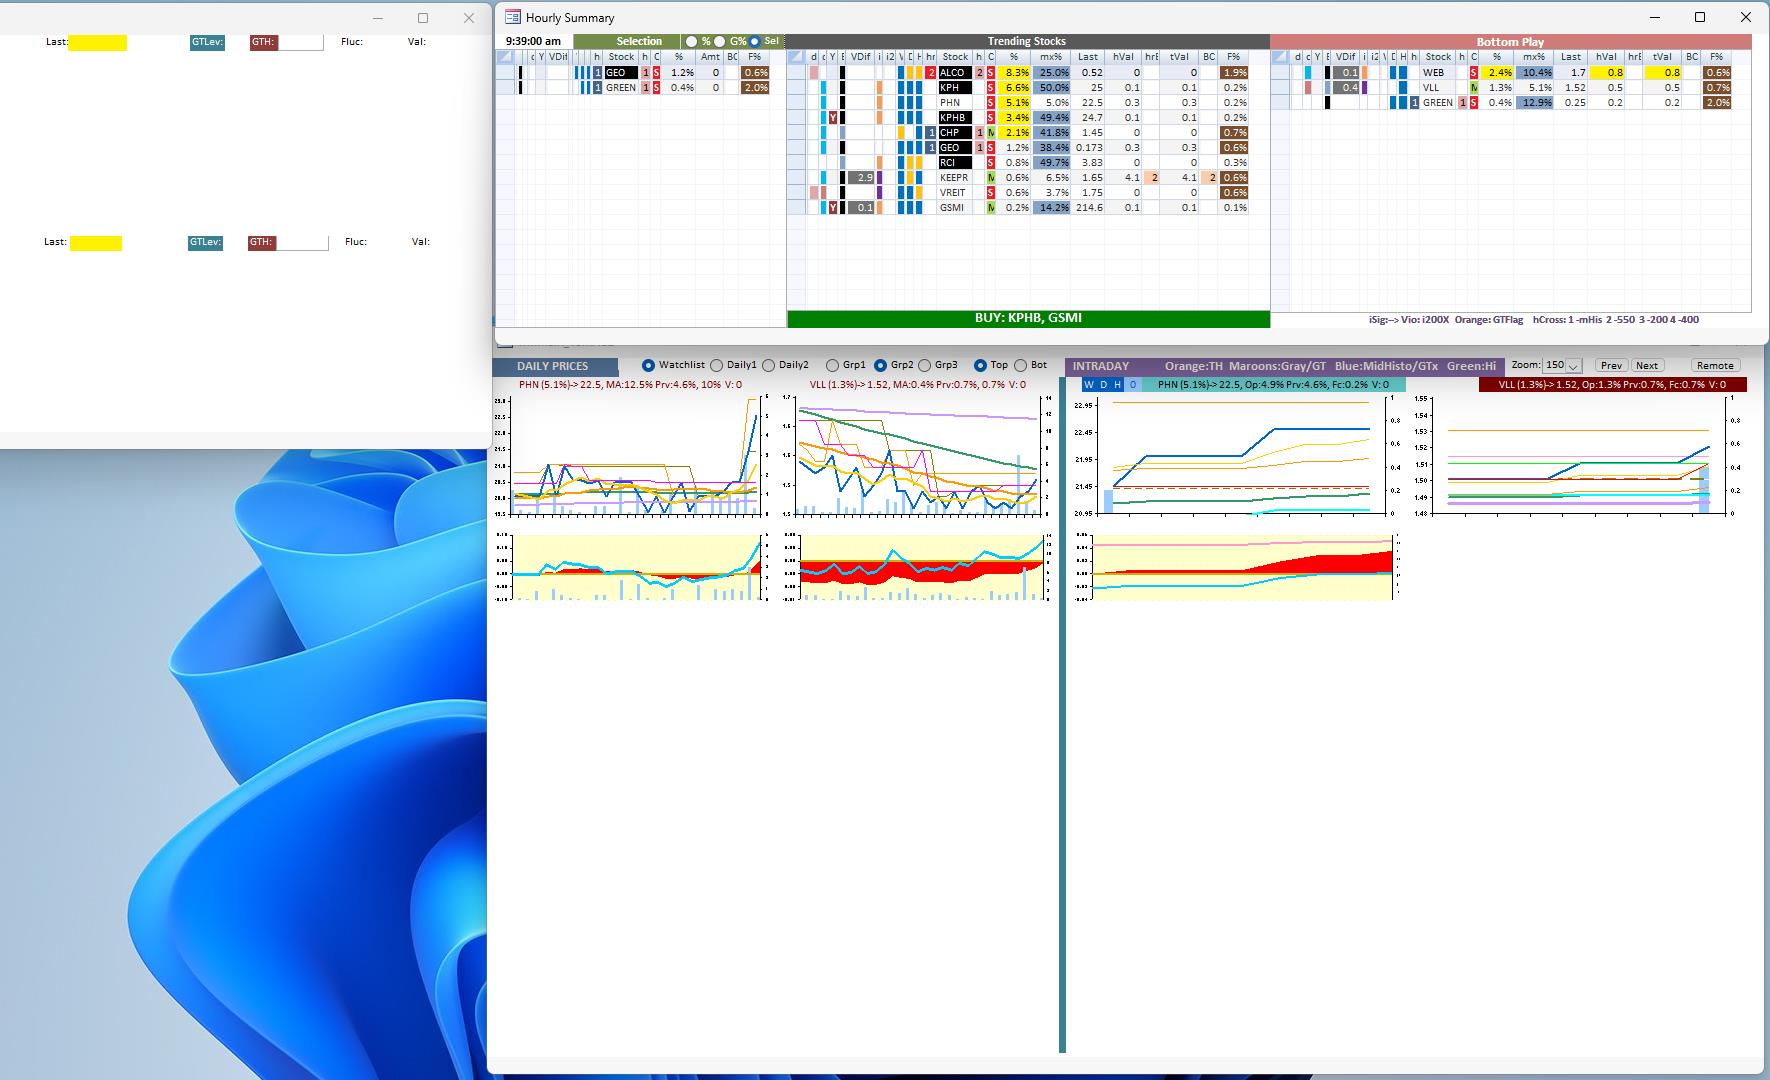 Hourly Summary
Last: GTLev: GTH: Fluc: Val:
9:39:00 am Selection % G% Sel Trending Stocks Bottom Play
Stock h C % Amt BC F%
GEO 1 S 1.2% 0 0.6%
GREEN 1 S 0.4% 0 2.0%
d c Y E VDif i i2 V D H hr Stock h C % mx% Last hVal hrE tVal BC F%
2 ALCO 2 S 8.3% 25.0% 0.52 0 0 1.9%
KPH S 6.6% 50.0% 25 0.1 0.1 0.2%
PHN S 5.1% 5.0% 22.5 0.3 0.3 0.2%
Y KPHB S 3.4% 49.4% 24.7 0.1 0.1 0.2%
1 CHP 1 M 2.1% 41.8% 1.45 0 0 0.7%
1 GEO 1 S 1.2% 38.4% 0.173 0.3 0.3 0.6%
RCI S 0.8% 49.7% 3.83 0 0 0.3%
2.9 KEEPR M 0.6% 6.5% 1.65 4.1 2 4.1 2 0.6%
VREIT S 0.6% 3.7% 1.75 0 0 0.6%
Y 0.1 GSMI M 0.2% 14.2% 214.6 0.1 0.1 0.1%
BUY: KPHB, GSMI
d c Y E VDif i i2 V D H h Stock h C % mx% Last hVal hrE tVal BC F%
0.1 WEB S 2.4% 10.4% 1.7 0.8 0.8 0.6%
0.4 VLL M 1.3% 5.1% 1.52 0.5 0.5 0.7%
1 GREEN 1 S 0.4% 12.9% 0.25 0.2 0.2 2.0%
iSig:--> Vio: i200X Orange: GTFlag hCross: 1 -mHis 2 -550 3 -200 4 -400
Last: GTLev: GTH: Fluc: Val:
DAILY PRICES Watchlist Daily1 Daily2 Grp1 Grp2 Grp3 Top Bot
INTRADAY Orange:TH Maroons:Gray/GT Blue:MidHisto/GTx Green:Hi Zoom: 150 Prev Next Remote
PHN (5.1%)-> 22.5, MA:12.5% Prv:4.6%, 10% V: 0
VLL (1.3%)-> 1.52, MA:0.4% Prv:0.7%, 0.7% V: 0
W D H 0 PHN (5.1%)-> 22.5, Op:4.9% Prv:4.6%, Fc:0.2% V: 0
VLL (1.3%)-> 1.52, Op:1.3% Prv:0.7%, Fc:0.7% V: 0
22.95
22.45
21.95
21.45
20.95
1
0.8
0.6
0.4
0.2
0
1.55
1.53
1.52
1.51
1.50
1.49
1.48
1
0.8
0.6
0.4
0.2
0